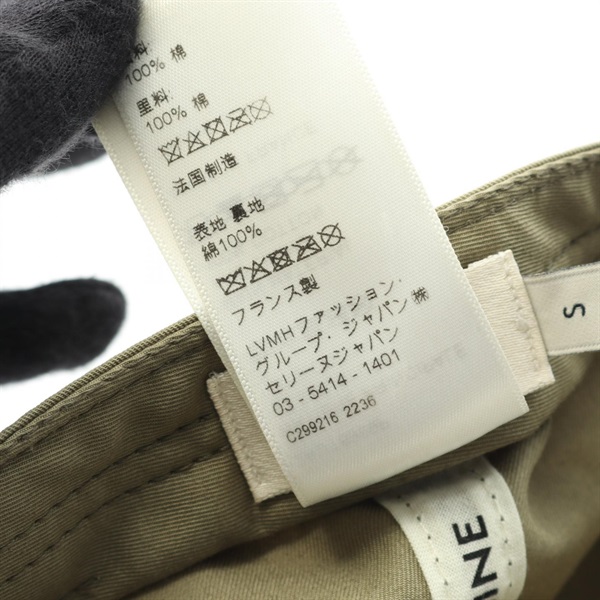 100% 棉
里料:
100% 棉
法国制造
表地 裏地
綿100%
フランス製
LVMHファッション・
グループ・ジャパン㈱
セリーヌジャパン
03 - 5414 - 1401
C299216 2236
S